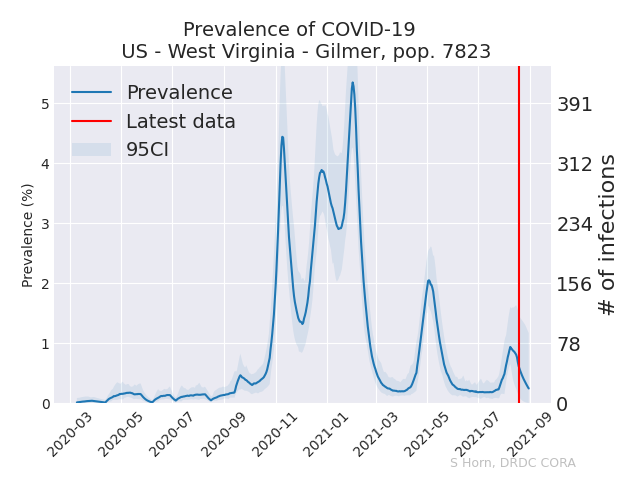 Prevalence of COVID-19
US - West Virginia - Gilmer, pop. 7823
Prevalence
Latest data
95CI
Prevalence (%)
5
4
3
2
1
0
391
312
234
156
78
0
# of infections
2020-03
2020-05
2020-07
2020-09
2020-11
2021-01
2021-03
2021-05
2021-07
2021-09
S Horn, DRDC CORA